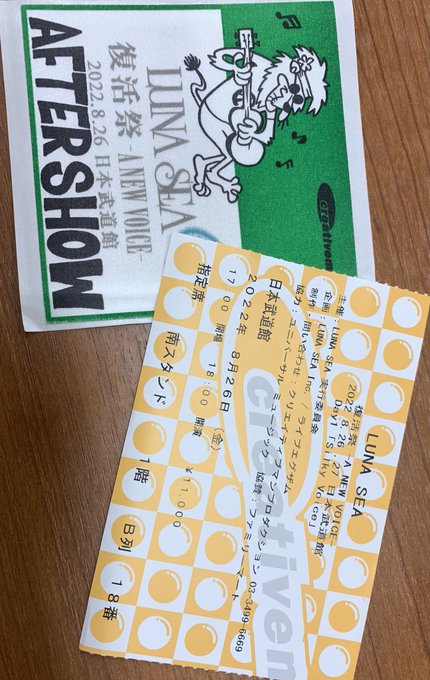 creativem
LUNA SEA
復活祭
-A NEW VOICE-
2022.8.26 日本武道館
AFTERSHOW
LUNA SEA
復活祭 -A NEW VOICE-
2022.8.26、27 日本武道館
Day1「Silky Voice」
主催:LUNA SEA 実行委員会
企画・制作:LUNA SEA Inc./ライブエグザム
問い合わせ:クリエイティブマンプロダクション 03-3499-6669
協力:ユニバーサル ミュージック 協賛:ファミリーマート
日本武道館
2022年 8月26日(金)
17:00 開場 18:00 開演
指定席 ¥11,000
南スタンド 1階 B列 18番
creativem